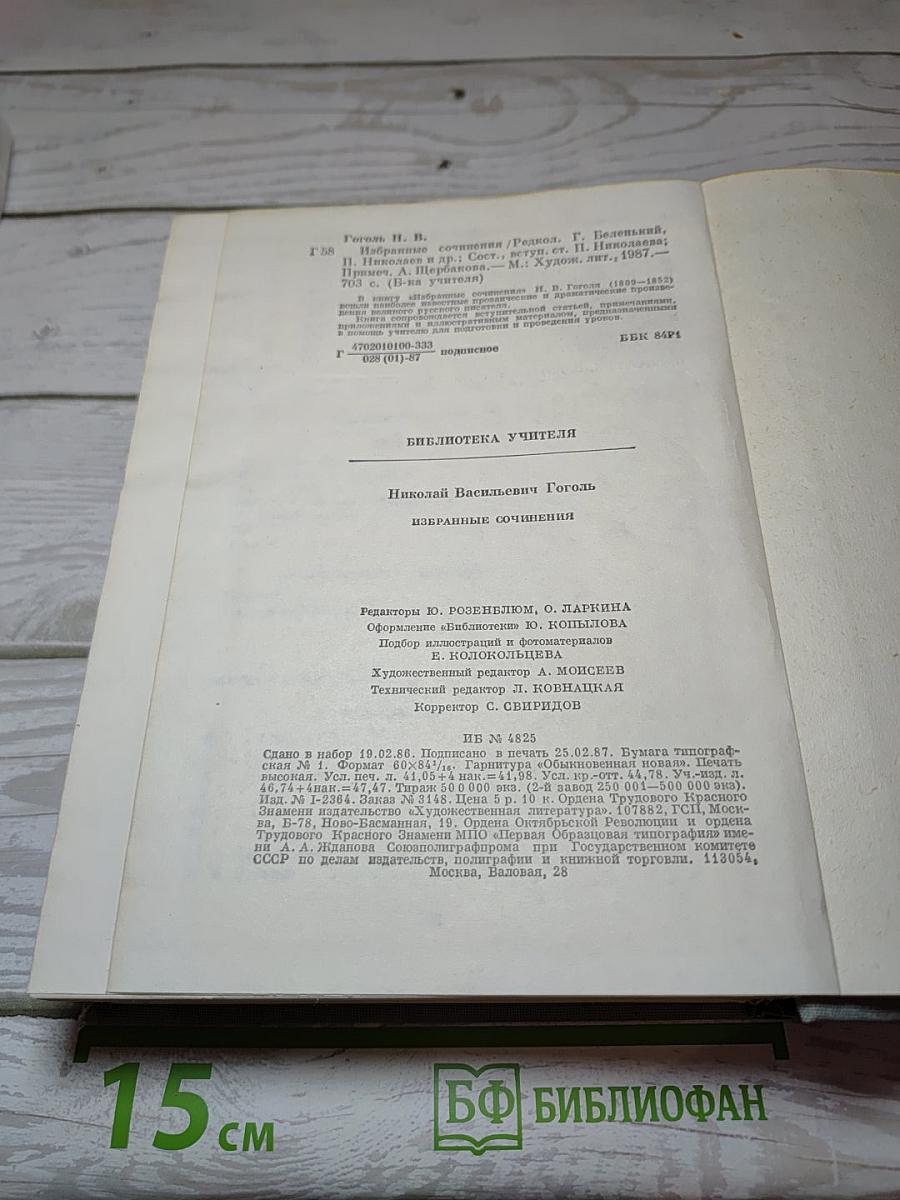 Гоголь Н. В.
Г58 Избранные сочинения/Редкол. Г. Беленький,
П. Николаев и др.; Сост., вступ. ст. П. Николаева;
Примеч. А. Щербакова.— М.: Худож. лит., 1987.—
703 с. (Б-ка учителя)
В книгу «Избранные сочинения» Н. В. Гоголя (1809—1852)
вошли наиболее известные прозаические и драматические произве-
дения великого русского писателя.
Книга сопровождается вступительной статьей, примечаниями,
приложениями и иллюстративным материалом, предназначенными
в помощь учителю для подготовки и проведения уроков.
Г 4702010100-333 подписное
028 (01)-87
ББК 84Р1
БИБЛИОТЕКА УЧИТЕЛЯ
Николай Васильевич Гоголь
ИЗБРАННЫЕ СОЧИНЕНИЯ
Редакторы Ю. РОЗЕНБЛЮМ, О. ЛАРКИНА
Оформление «Библиотеки» Ю. КОПЫЛОВА
Подбор иллюстраций и фотоматериалов
Е. КОЛОКОЛЬЦЕВА
Художественный редактор А. МОИСЕЕВ
Технический редактор Л. КОВНАЦКАЯ
Корректор С. СВИРИДОВ
ИБ № 4825
Сдано в набор 19.02.86. Подписано в печать 25.02.87. Бумага типограф-
ская № 1. Формат 60×84¹/₁₆. Гарнитура «Обыкновенная новая». Печать
высокая. Усл. печ. л. 41,05+4 нак.=41,98. Усл. кр.-отт. 44,78. Уч.-изд. л.
46,74+4нак.=47,47. Тираж 500000 экз. (2-й завод 250 001—500 000 экз).
Изд. № I-2364. Заказ № 3148. Цена 5 р. 10 к. Ордена Трудового Красного
Знамени издательство «Художественная литература». 107882, ГСП, Моск-
ва, Б-78, Ново-Басманная, 19. Ордена Октябрьской Революции и ордена
Трудового Красного Знамени МПО «Первая Образцовая типография» име-
ни А. А. Жданова Союзполиграфпрома при Государственном комитете
СССР по делам издательств, полиграфии и книжной торговли. 113054,
Москва, Валовая, 28
15 см
БФ БИБЛИОФАН